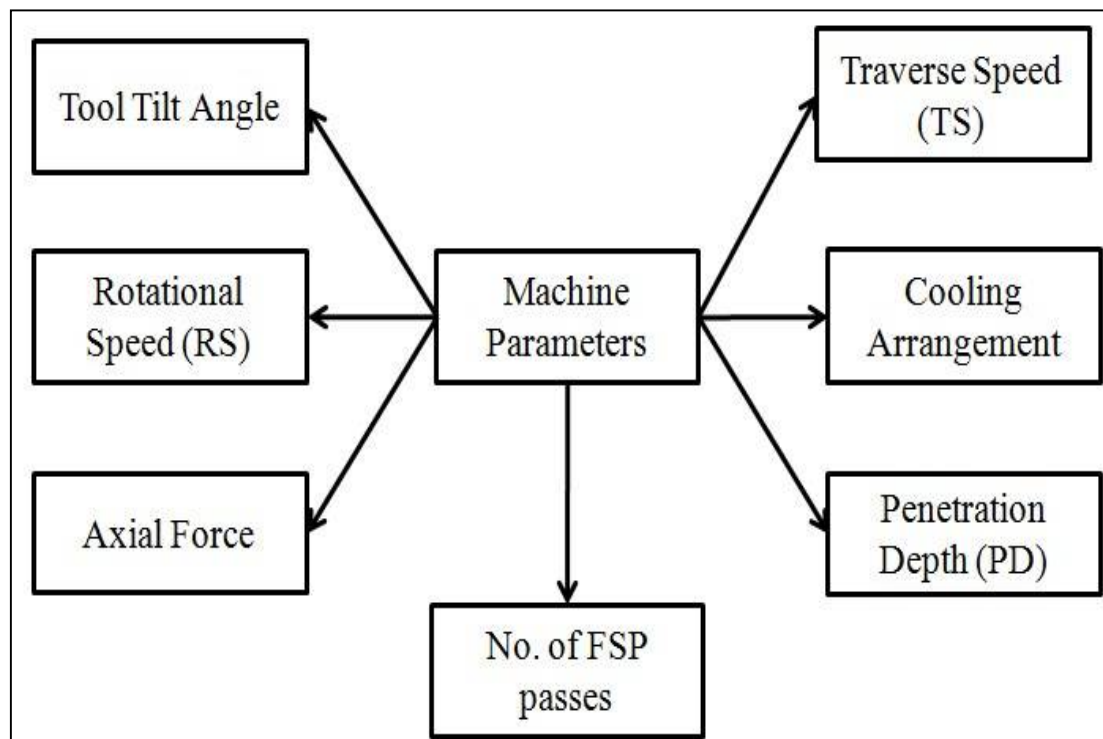 Tool Tilt Angle
Traverse Speed
(TS)
Rotational
Speed (RS)
Machine
Parameters
Cooling
Arrangement
Axial Force
Penetration
Depth (PD)
No. of FSP
passes